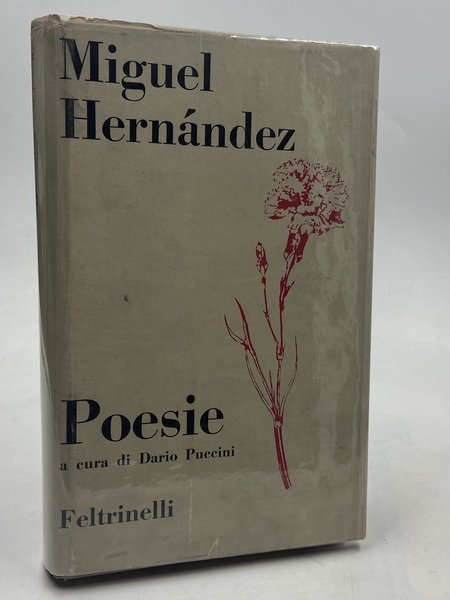 Miguel
Hernández
Poesie
a cura di Dario Puccini
Feltrinelli